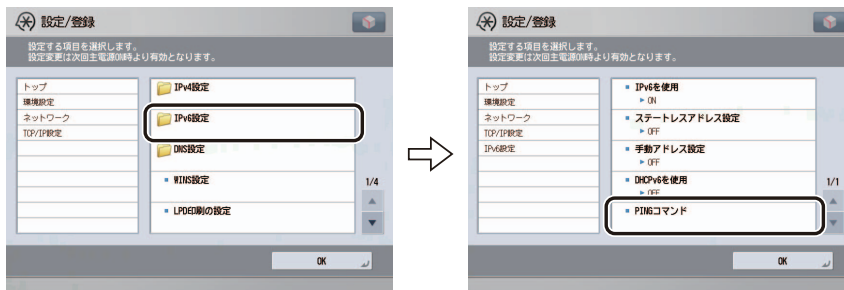 設定/登録
設定する項目を選択します。
設定変更は次回主電源ON時より有効となります。
トップ
環境設定
ネットワーク
TCP/IP設定
IPv4設定
IPv6設定
DNS設定
WINS設定
LPD印刷の設定
1/4
OK
設定/登録
設定する項目を選択します。
設定変更は次回主電源ON時より有効となります。
トップ
環境設定
ネットワーク
TCP/IP設定
IPv6設定
IPv6を使用
ON
ステートレスアドレス設定
OFF
手動アドレス設定
OFF
DHCPv6を使用
OFF
PINGコマンド
1/1
OK